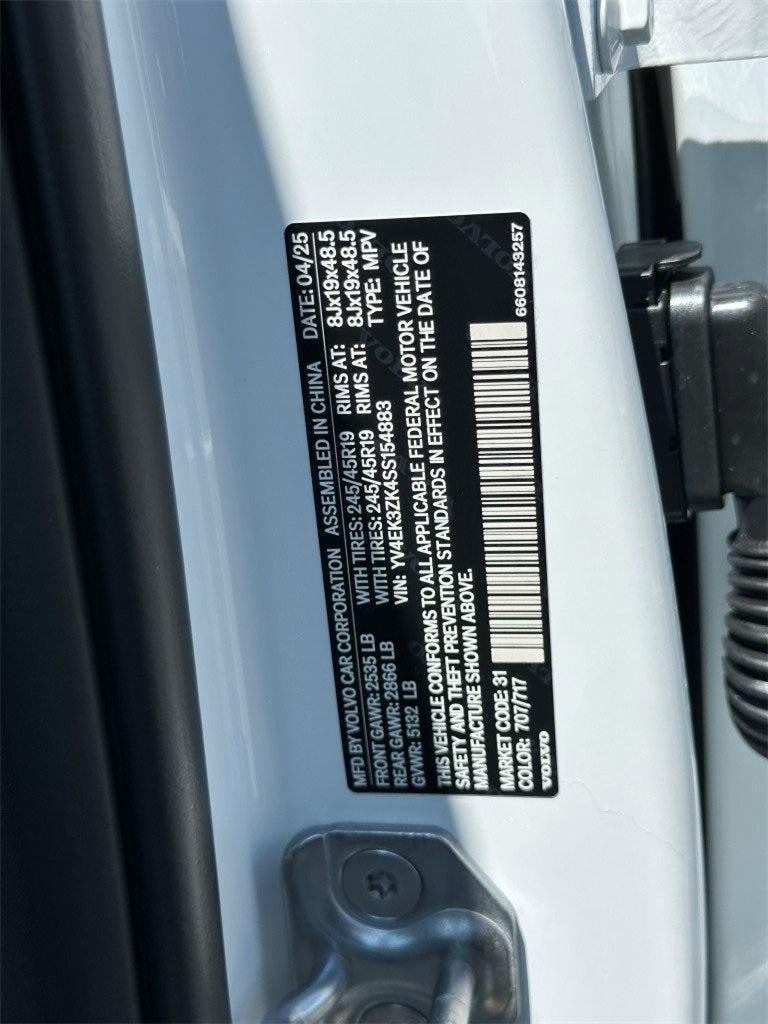 MFD BY VOLVO CAR CORPORATION ASSEMBLED IN CHINA DATE: 04/25
FRONT GAWR: 2535 LB WITH TIRES: 245/45R19 RIMS AT: 8Jx19x48.5
REAR GAWR: 2866 LB WITH TIRES: 245/45R19 RIMS AT: 8Jx19x48.5
GVWR: 5132 LB VIN: YV4EK3ZK4SS154883 TYPE: MPV
THIS VEHICLE CONFORMS TO ALL APPLICABLE FEDERAL MOTOR VEHICLE
SAFETY AND THEFT PREVENTION STANDARDS IN EFFECT ON THE DATE OF
MANUFACTURE SHOWN ABOVE.
MARKET CODE: 31
COLOR: 707/717
VOLVO
6608143257